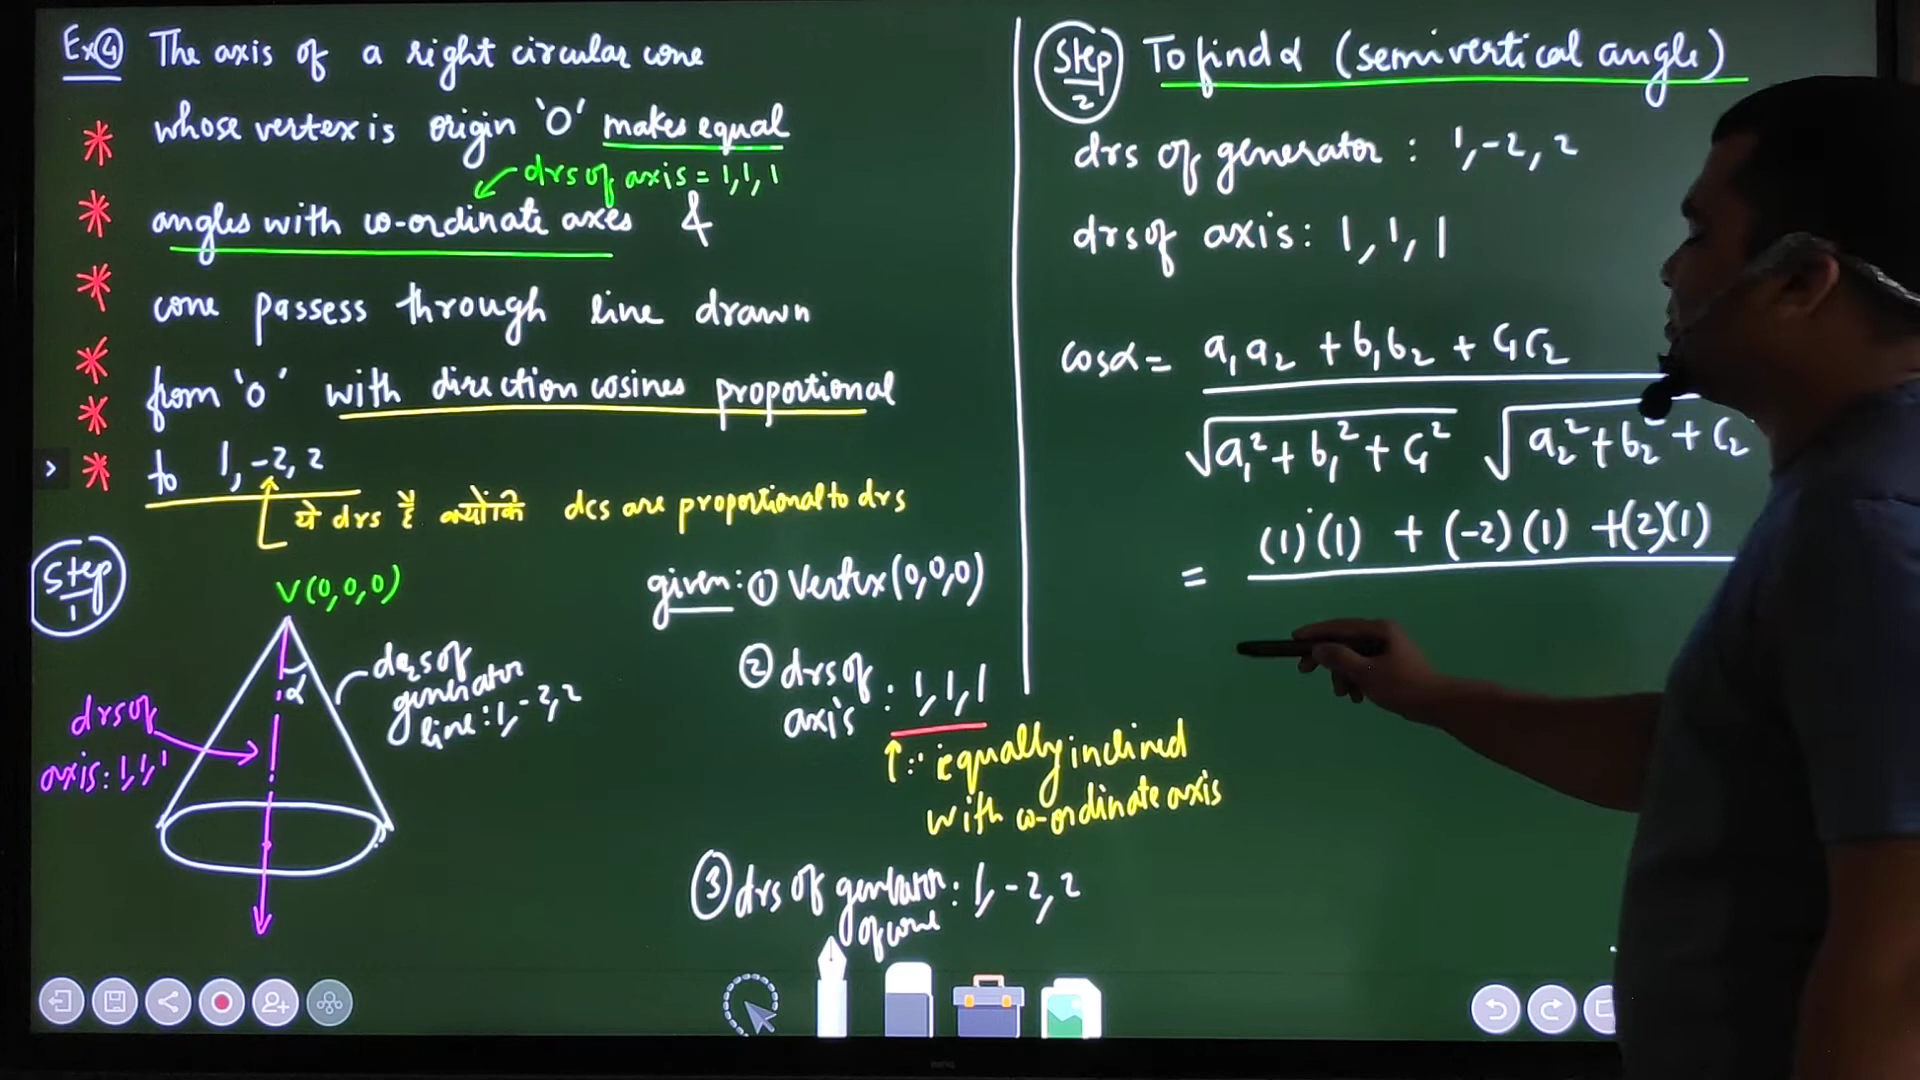 Ex④ The axis of a right circular cone
whose vertex is origin 'O' makes equal
drs of axis = 1, 1, 1
angles with co-ordinate axes &
cone passess through line drawn
from 'O' with direction cosines proportional
to 1, -2, 2
ये drs हैं क्योंकि dcs are proportional to drs
Step 1
V(0,0,0)
α
drs of generator line: 1, -2, 2
drs of axis: 1, 1, 1
given: ① Vertex (0,0,0)
② drs of axis : 1, 1, 1
∵ equally inclined
with co-ordinate axis
③ drs of generator of cone : 1, -2, 2
Step 2 To find α (semivertical angle)
drs of generator : 1, -2, 2
drs of axis: 1, 1, 1
cosα = a₁a₂ + b₁b₂ + c₁c₂
√a₁² + b₁² + c₁² √a₂² + b₂² + c₂
= (1)(1) + (-2)(1) + (2)(1)